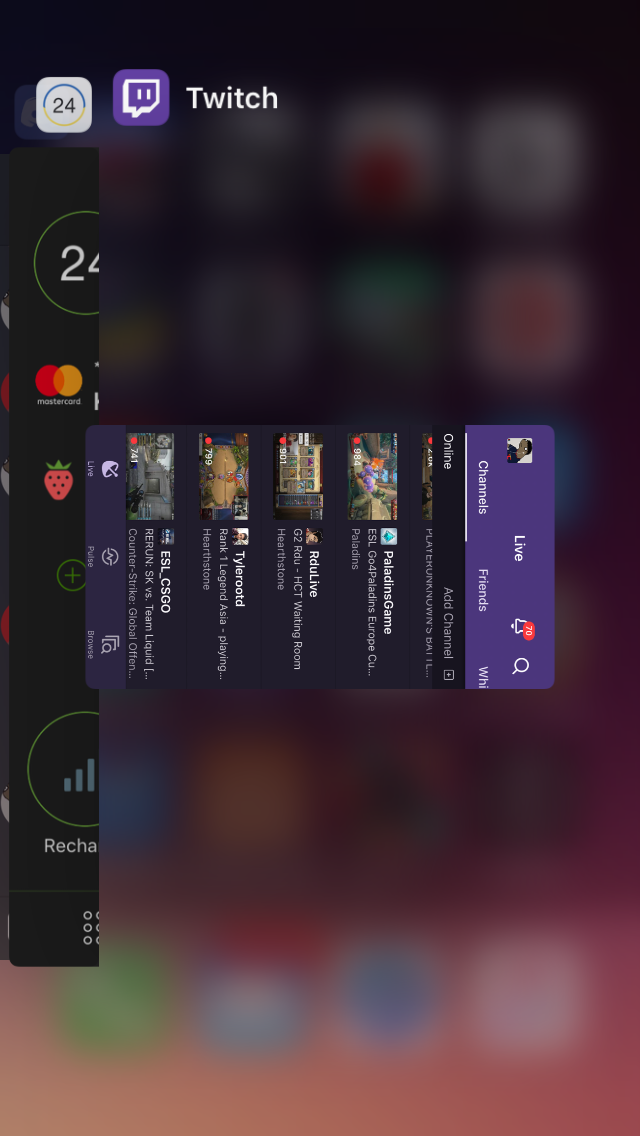 24
Twitch
24
mastercard
Recha
Live
70
Channels
Friends
Whi
Online
Add Channel
PLAYERUNKNOWN'S BATTL...
984
PaladinsGame
ESL Go4Paladins Europe Cu...
Paladins
901
RduLive
G2 Rdu - HCT Waiting Room
Hearthstone
799
Tylerootd
Rank 1 Legend Asia - playing...
Hearthstone
741
ESL_CSGO
RERUN: SK vs. Team Liquid [...
Counter-Strike: Global Offen...
Live
Pulse
Browse